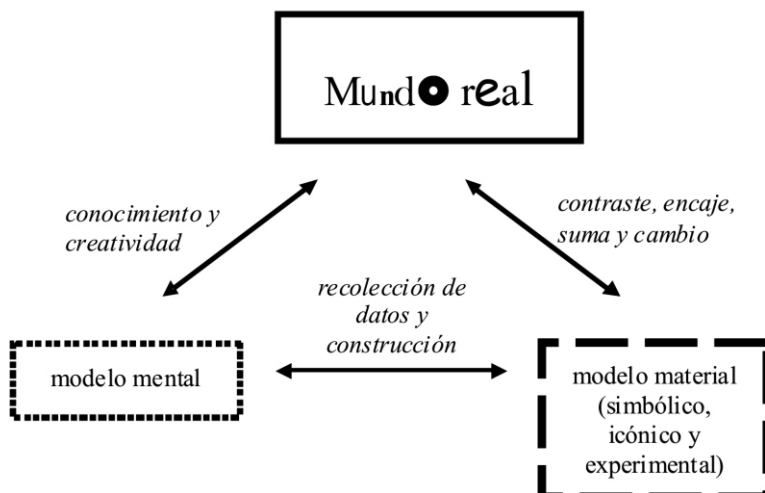 Mundo real
conocimiento y
creatividad
contraste, encaje,
suma y cambio
recolección de
datos y
construcción
modelo mental
modelo material
(simbólico,
icónico y
experimental)